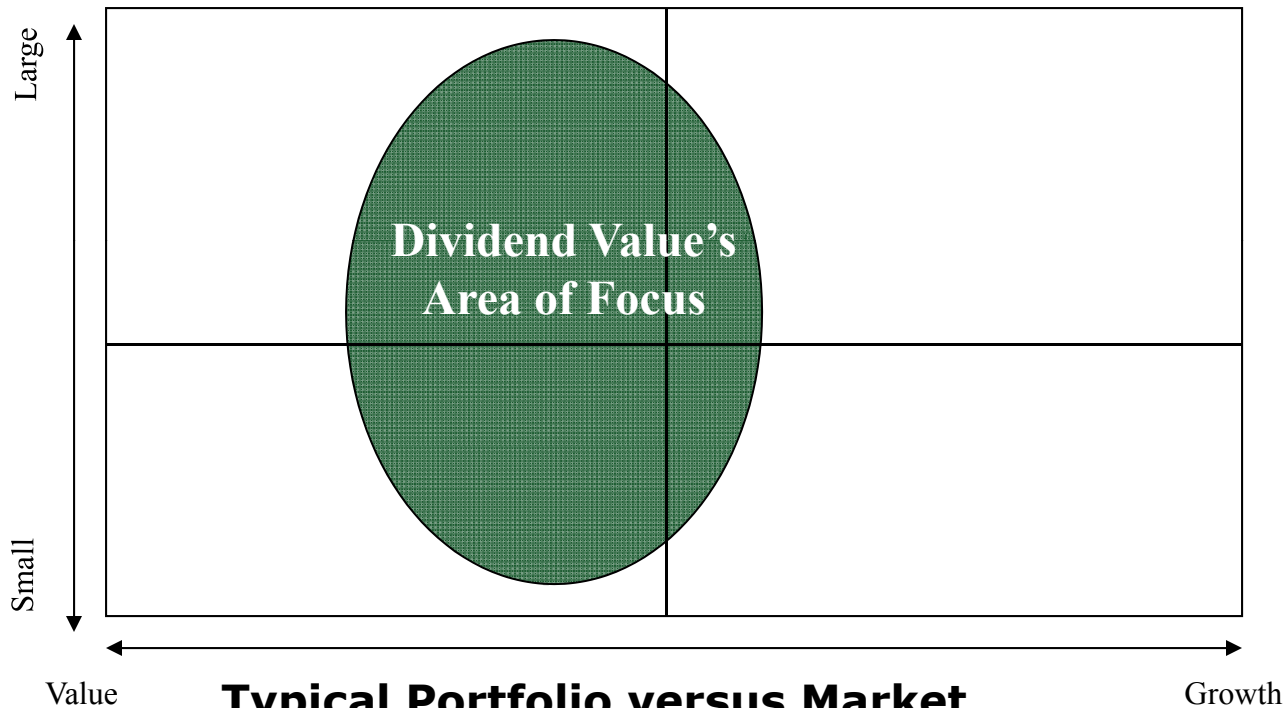 Large
Dividend Value’s
Area of Focus
Small
Value
Typical Portfolio versus Market
Growth